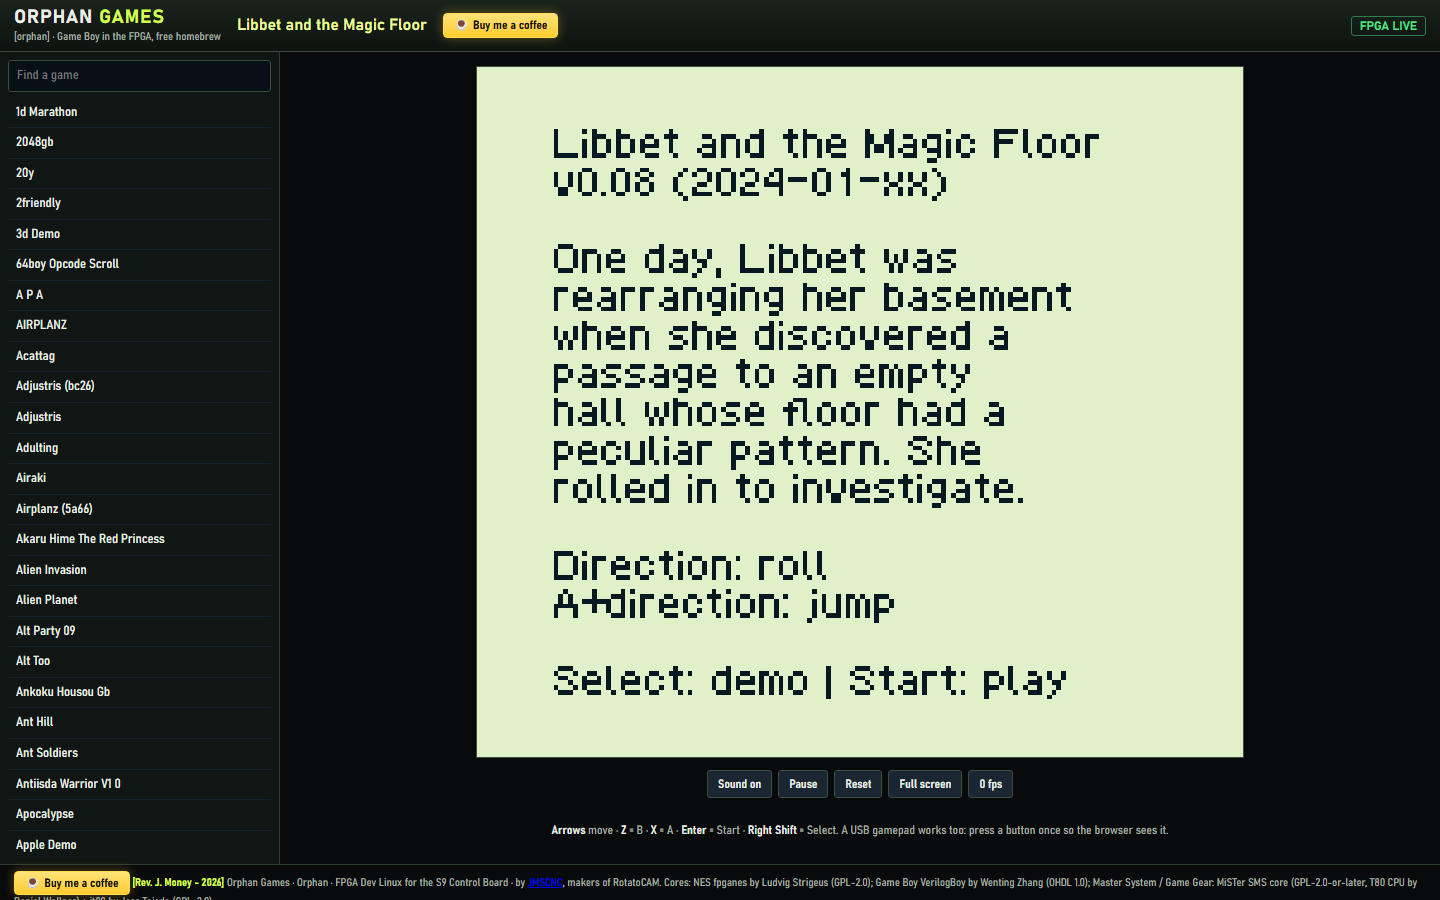 ORPHAN GAMES
[orphan] · Game Boy in the FPGA, free homebrew
Libbet and the Magic Floor
Buy me a coffee
FPGA LIVE
Find a game
1d Marathon
2048gb
20y
2friendly
3d Demo
64boy Opcode Scroll
A P A
AIRPLANZ
Acattag
Adjustris (bc26)
Adjustris
Adulting
Airaki
Airplanz (5a66)
Akaru Hime The Red Princess
Alien Invasion
Alien Planet
Alt Party 09
Alt Too
Ankoku Housou Gb
Ant Hill
Ant Soldiers
Antiisda Warrior V1 0
Apocalypse
Apple Demo
Libbet and the Magic Floor
v0.08 (2024-01-xx)
One day, Libbet was
rearranging her basement
when she discovered a
passage to an empty
hall whose floor had a
peculiar pattern. She
rolled in to investigate.
Direction: roll
A+direction: jump
Select: demo | Start: play
Sound on
Pause
Reset
Full screen
0 fps
Arrows move · Z = B · X = A · Enter = Start · Right Shift = Select. A USB gamepad works too: press a button once so the browser sees it.
Buy me a coffee [Rev. J. Money - 2026] Orphan Games · Orphan · FPGA Dev Linux for the S9 Control Board · by JMSCNC, makers of RotatoCAM. Cores: NES fpganes by Ludvig Strigeus (GPL-2.0); Game Boy VerilogBoy by Wenting Zhang (OHDL 1.0); Master System / Game Gear: MiSTer SMS core (GPL-2.0-or-later, T80 CPU by